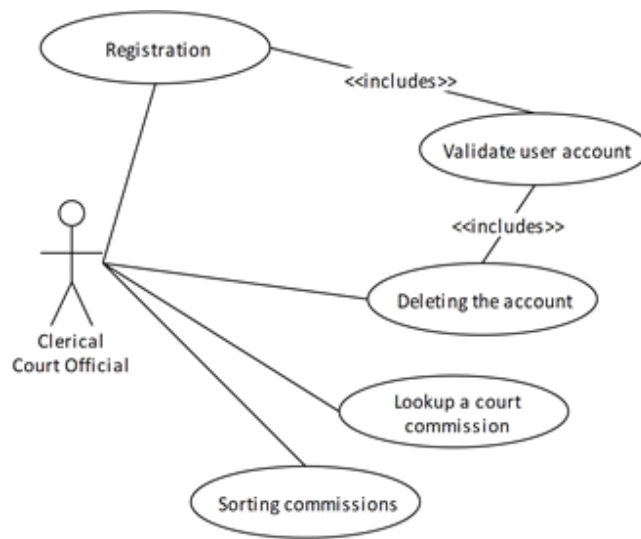 Registration
<<includes>>
Validate user account
<<includes>>
Deleting the account
Clerical
Court Official
Lookup a court
commission
Sorting commissions